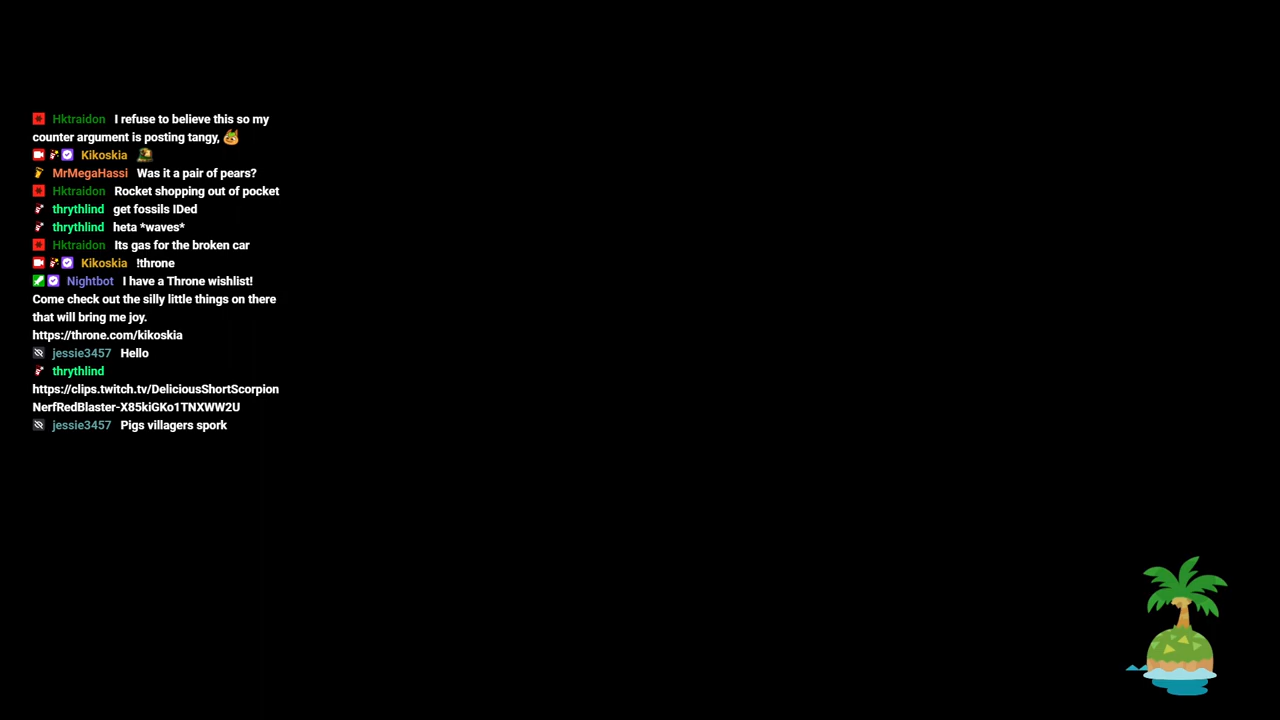 Hktraidon I refuse to believe this so my
counter argument is posting tangy,
Kikoskia
MrMegaHassi Was it a pair of pears?
Hktraidon Rocket shopping out of pocket
thrythlind get fossils IDed
thrythlind heta *waves*
Hktraidon Its gas for the broken car
Kikoskia !throne
Nightbot I have a Throne wishlist!
Come check out the silly little things on there
that will bring me joy.
https://throne.com/kikoskia
jessie3457 Hello
thrythlind
https://clips.twitch.tv/DeliciousShortScorpion
NerfRedBlaster-X85kiGKo1TNXWW2U
jessie3457 Pigs villagers spork